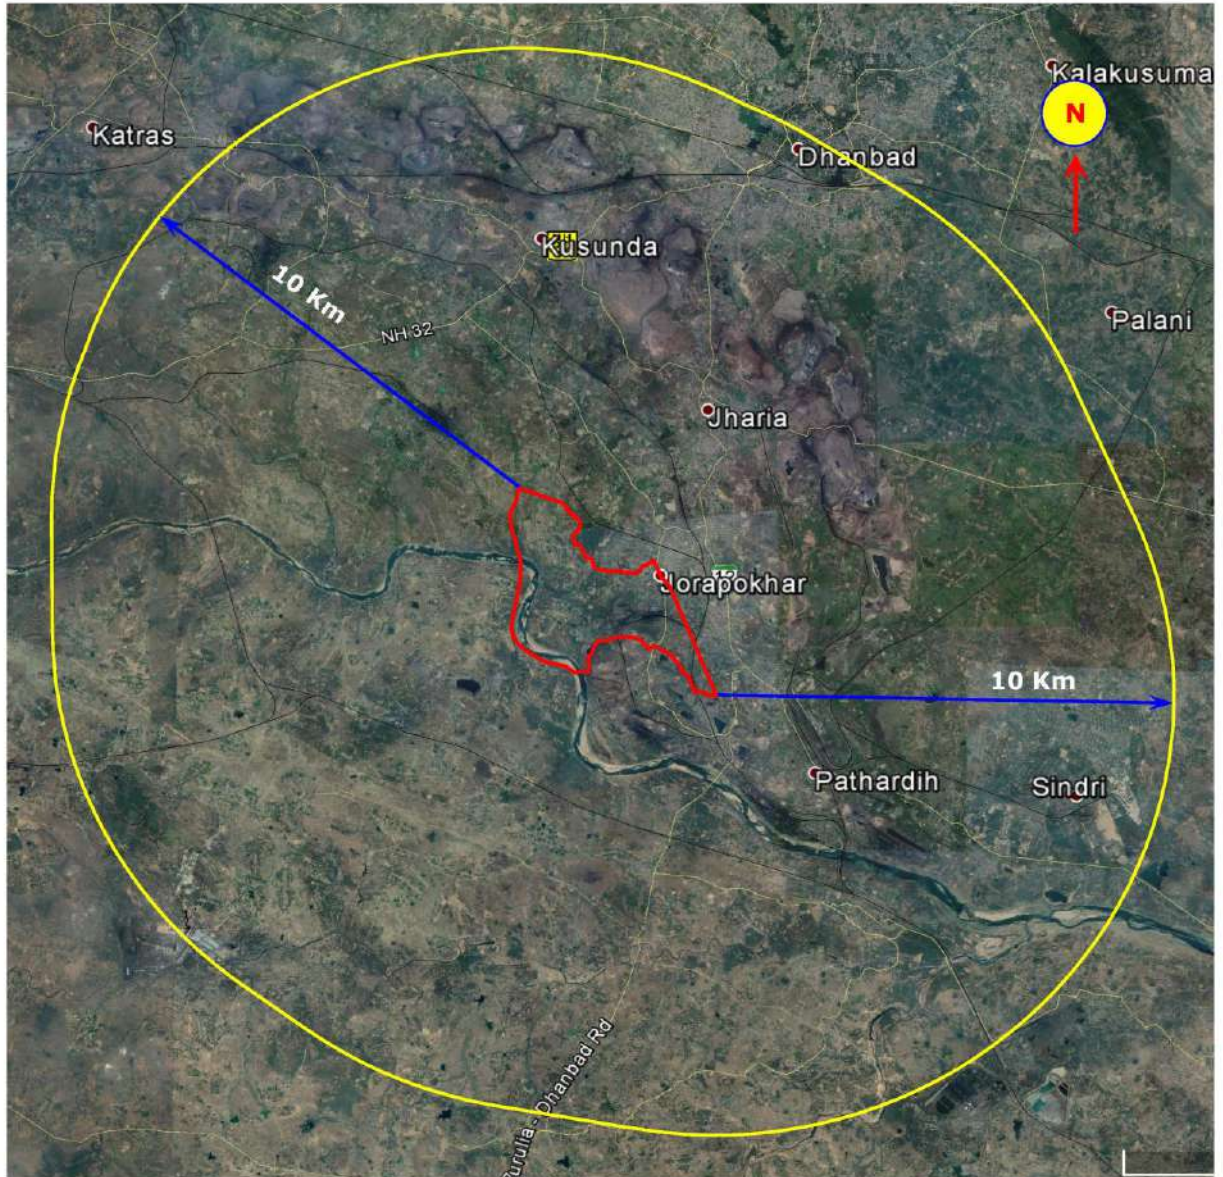 Kalakusuma
N
Katras
Dhanbad
Kusunda
10 Km
NH 32
Palani
Jharia
Jorapokhar
10 Km
Pathardih
Sindri
Purulia - Dhanbad Rd